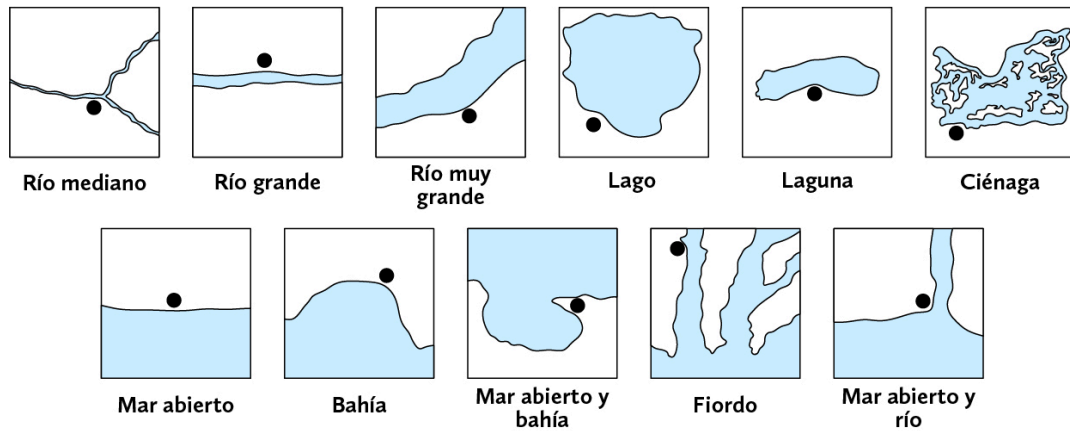 Río mediano
Río grande
Río muy
grande
Lago
Laguna
Ciénaga
Mar abierto
Bahía
Mar abierto y
bahía
Fiordo
Mar abierto y
río